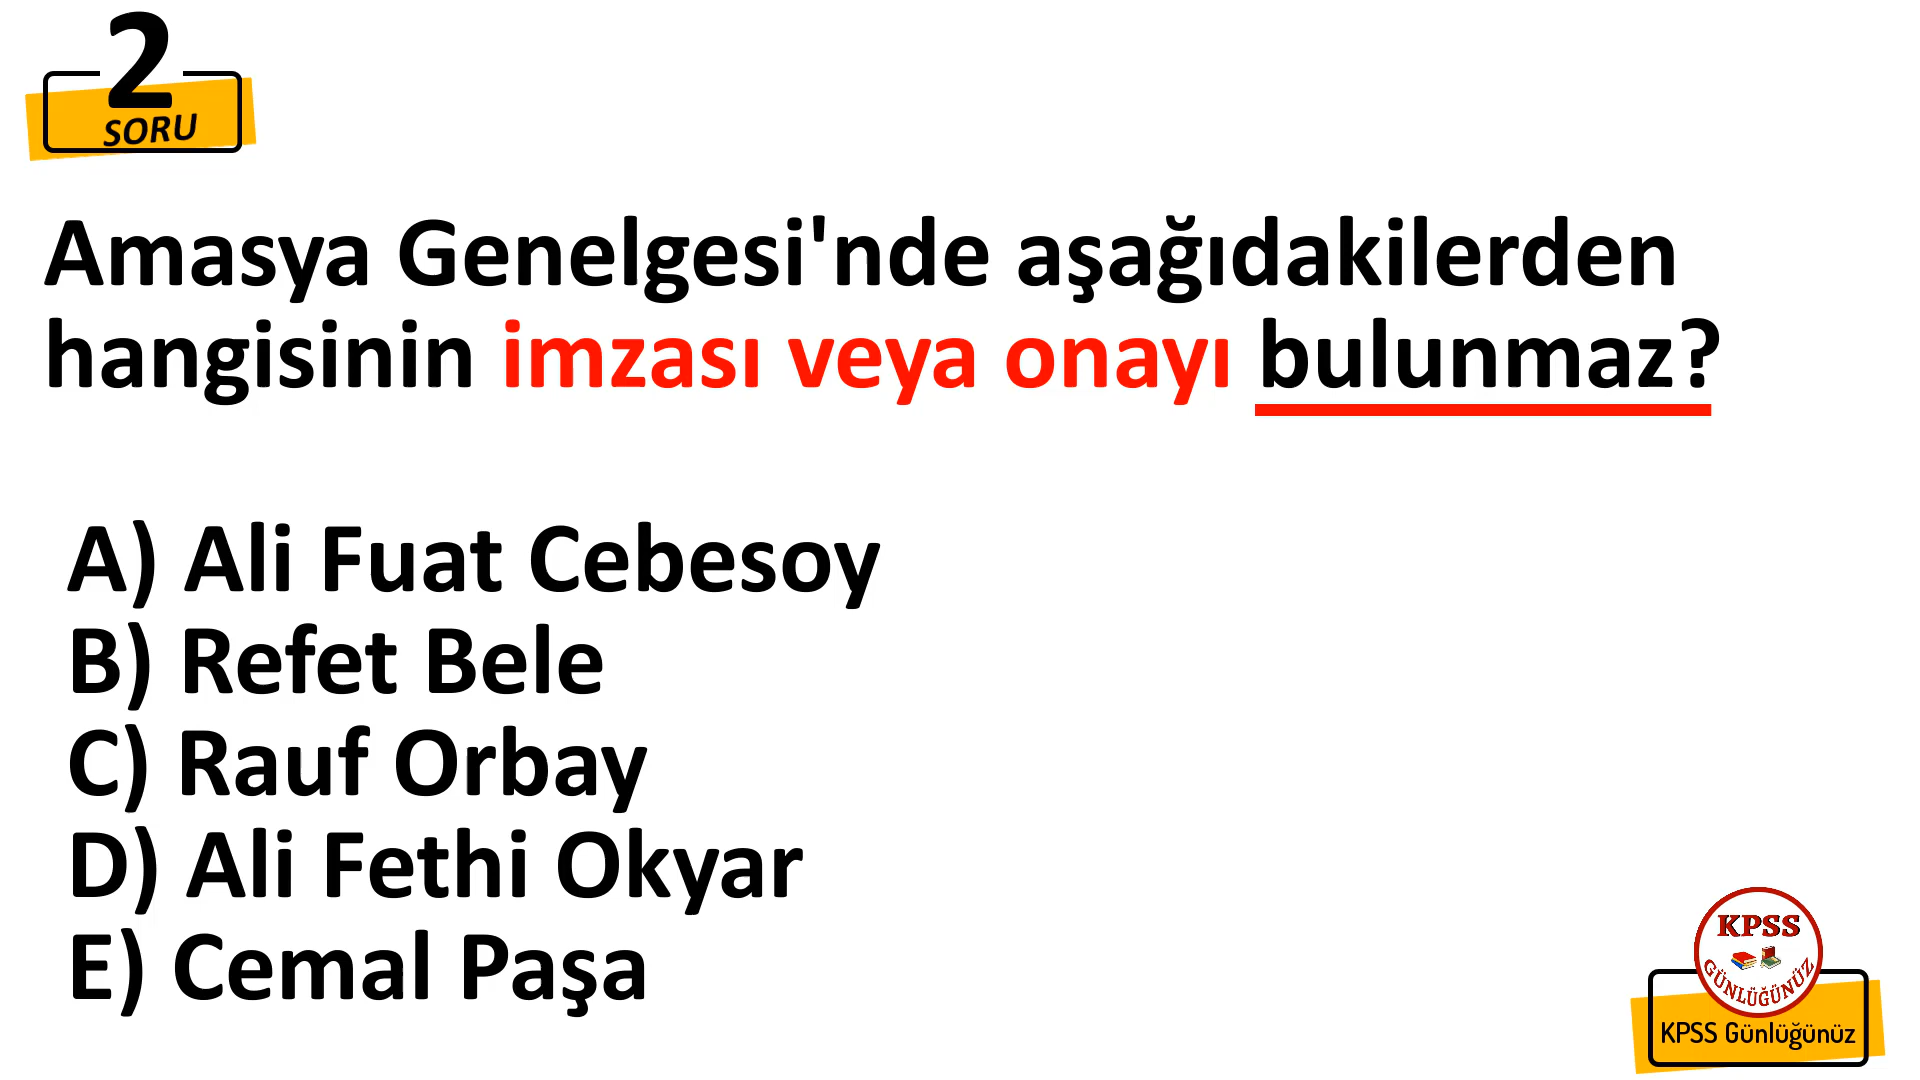 2
SORU
Amasya Genelgesi'nde aşağıdakilerden
hangisinin imzası veya onayı bulunmaz?
A) Ali Fuat Cebesoy
B) Refet Bele
C) Rauf Orbay
D) Ali Fethi Okyar
E) Cemal Paşa
KPSS
GÜNLÜĞÜNÜZ
KPSS Günlüğünüz